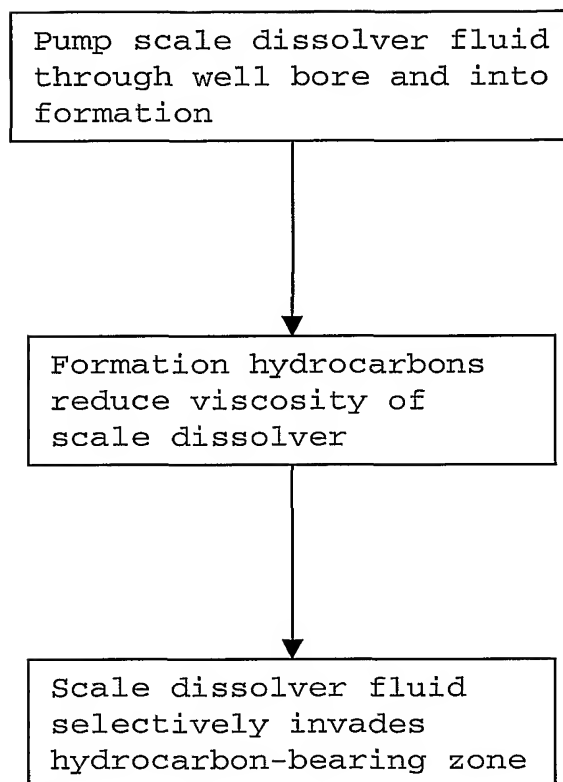 Pump scale dissolver fluid
through well bore and into
formation
Formation hydrocarbons
reduce viscosity of
scale dissolver
Scale dissolver fluid
selectively invades
hydrocarbon-bearing zone